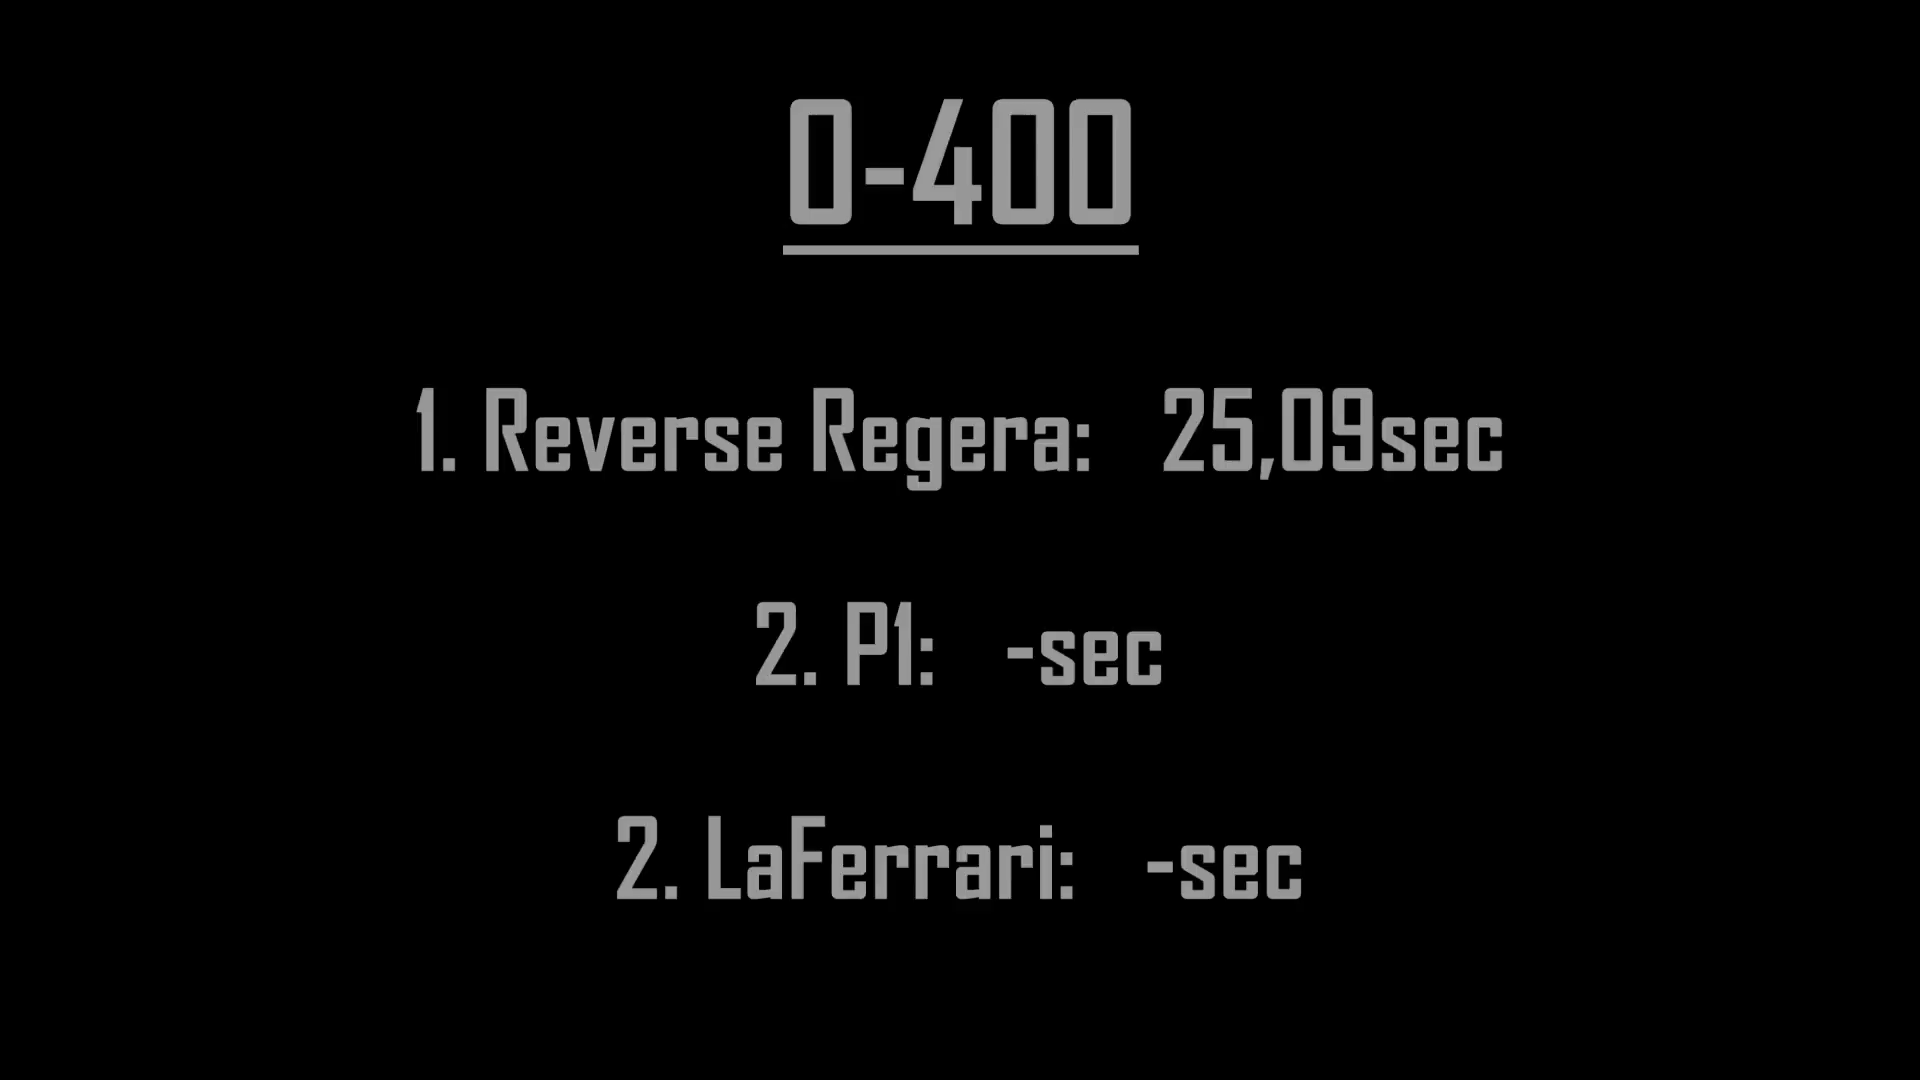 0-400
1. Reverse Regera: 25,09sec
2. P1: -sec
2. LaFerrari: -sec